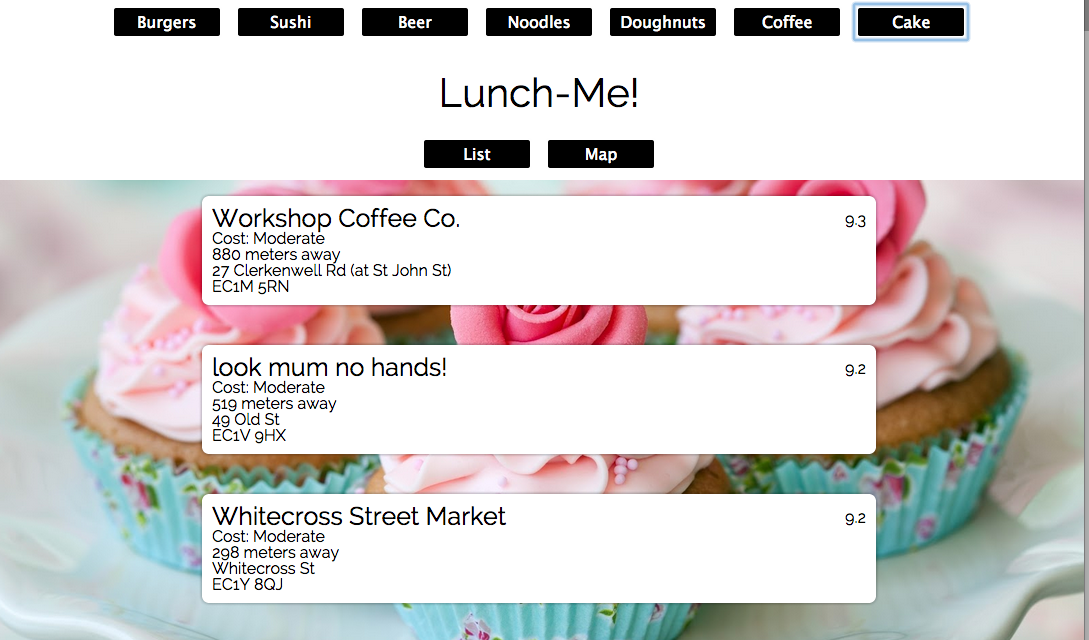 Burgers Sushi Beer Noodles Doughnuts Coffee Cake
Lunch-Me!
List Map
Workshop Coffee Co. 9.3
Cost: Moderate
880 meters away
27 Clerkenwell Rd (at St John St)
EC1M 5RN
look mum no hands! 9.2
Cost: Moderate
519 meters away
49 Old St
EC1V 9HX
Whitecross Street Market 9.2
Cost: Moderate
298 meters away
Whitecross St
EC1Y 8QJ